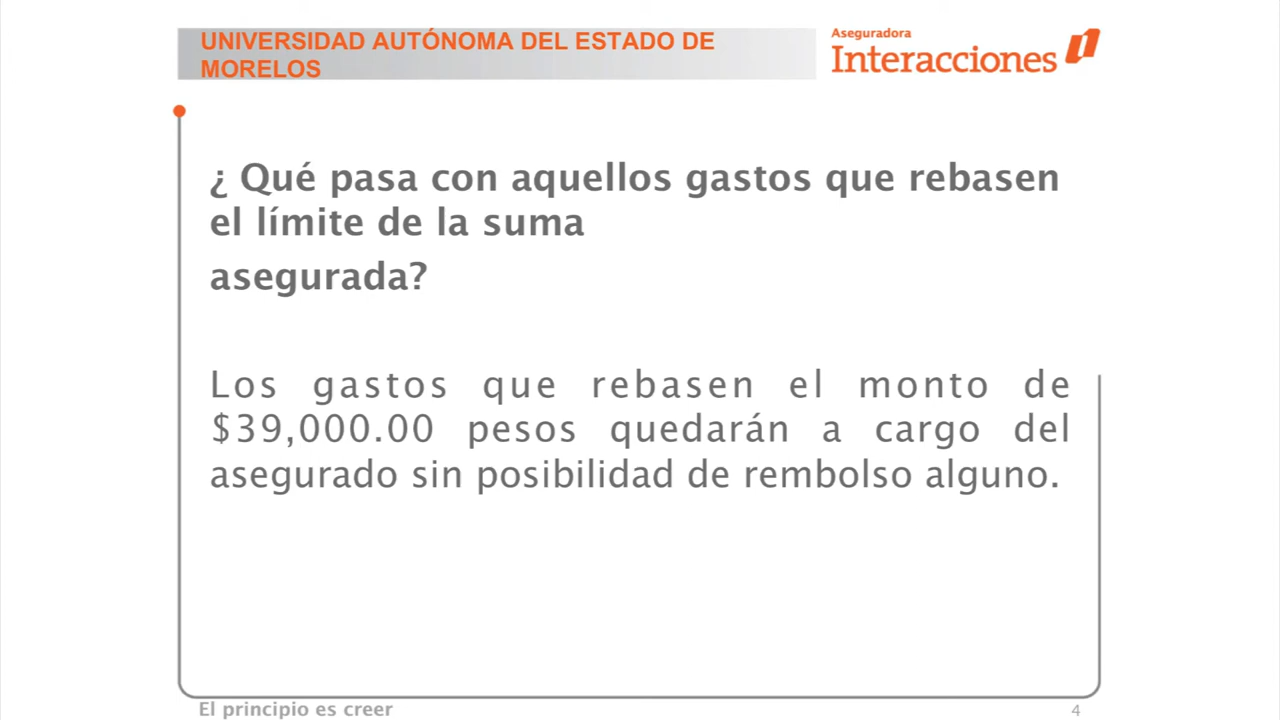 UNIVERSIDAD AUTÓNOMA DEL ESTADO DE
MORELOS
Aseguradora
Interacciones
¿ Qué pasa con aquellos gastos que rebasen
el límite de la suma
asegurada?
Los gastos que rebasen el monto de
$39,000.00 pesos quedarán a cargo del
asegurado sin posibilidad de rembolso alguno.
El principio es creer
4